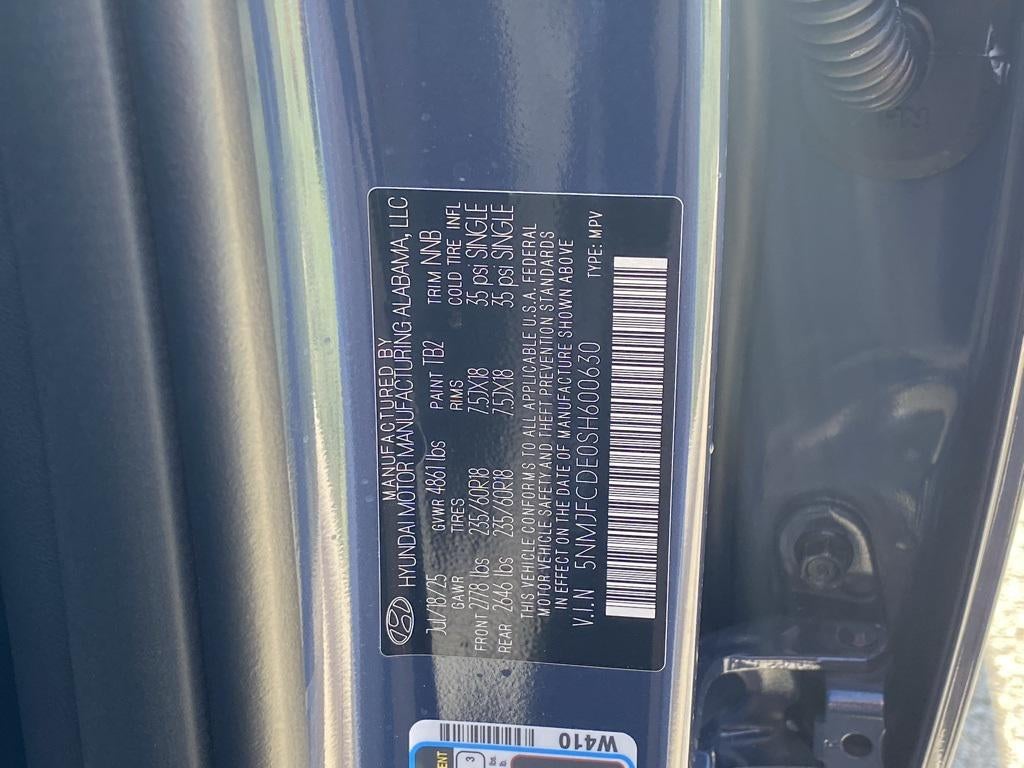 MANUFACTURED BY
HYUNDAI MOTOR MANUFACTURING ALABAMA, LLC
JUL/18/25 GVWR 4861 lbs PAINT TB2 TRIM NNB
GAWR TIRES RIMS COLD TIRE INFL
FRONT 2778 lbs 235/60R18 7.5JX18 35 psi SINGLE
REAR 2646 lbs 235/60R18 7.5JX18 35 psi SINGLE
THIS VEHICLE CONFORMS TO ALL APPLICABLE U.S.A. FEDERAL
MOTOR VEHICLE SAFETY AND THEFT PREVENTION STANDARDS
IN EFFECT ON THE DATE OF MANUFACTURE SHOWN ABOVE
V.I.N 5NMJFCDE0SH600630 TYPE: MPV
W410
3